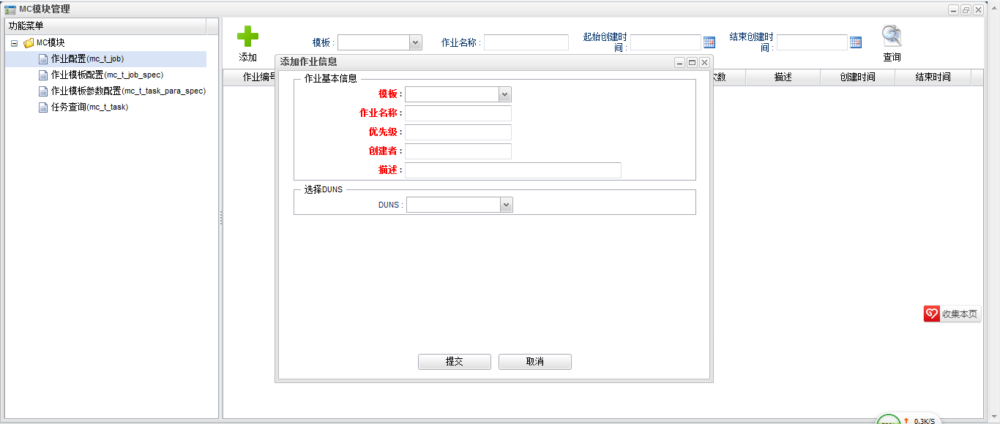 MC模块管理
功能菜单
MC模块
作业配置(mc_t_job)
作业模板配置(mc_t_job_spec)
作业模板参数配置(mc_t_task_para_spec)
任务查询(mc_t_task)
添加
模板 :
作业名称 :
起始创建时
间 :
结束创建时
间 :
查询
作业编号
次数
描述
创建时间
结束时间
添加作业信息
作业基本信息
模板 :
作业名称 :
优先级 :
创建者 :
描述 :
选择DUNS
DUNS :
提交
取消
收集本页
0.3K/S